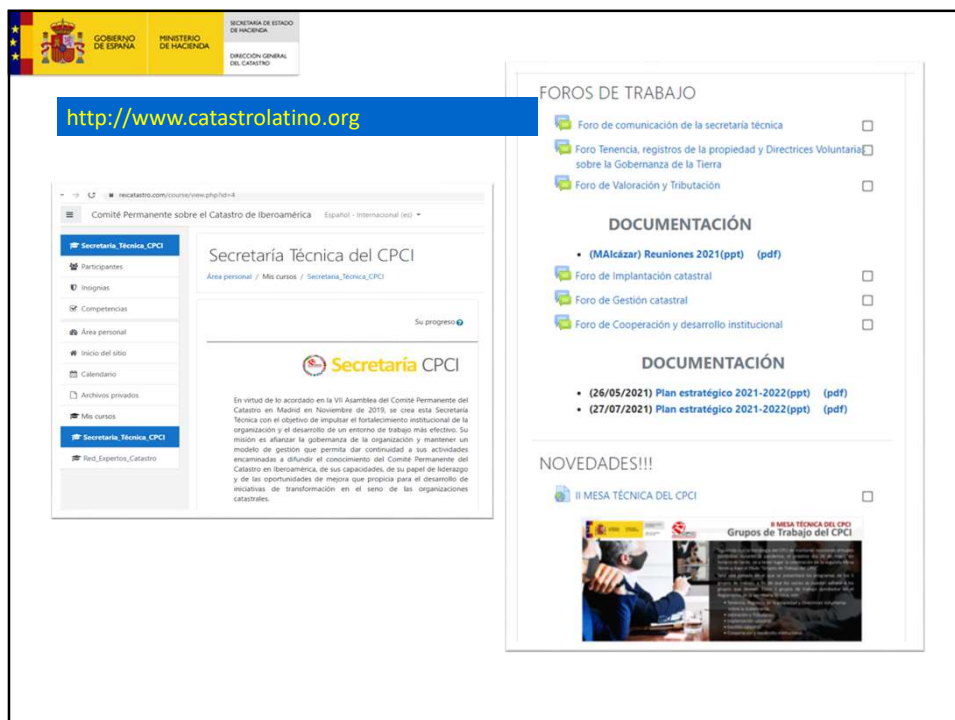 GOBIERNO
DE ESPAÑA
MINISTERIO
DE HACIENDA
SECRETARÍA DE ESTADO
DE HACIENDA
DIRECCIÓN GENERAL
DEL CATASTRO
http://www.catastrolatino.org
reicatastro.com/course/view.php?id=4
Comité Permanente sobre el Catastro de Iberoamérica Español - Internacional (es)
Secretaría_Técnica_CPCI
Participantes
Insignias
Competencias
Área personal
Inicio del sitio
Calendario
Archivos privados
Mis cursos
Secretaría_Técnica_CPCI
Red_Expertos_Catastro
Secretaría Técnica del CPCI
Área personal / Mis cursos / Secretaría_Técnica_CPCI
Su progreso
Secretaría CPCI
En virtud de lo acordado en la VII Asamblea del Comité Permanente del
Catastro en Madrid en Noviembre de 2019, se crea esta Secretaría
Técnica con el objetivo de impulsar el fortalecimiento institucional de la
organización y el desarrollo de un entorno de trabajo más efectivo. Su
misión es afianzar la gobernanza de la organización y mantener un
modelo de gestión que permita dar continuidad a sus actividades
encaminadas a difundir el conocimiento del Comité Permanente del
Catastro en Iberoamérica, de sus capacidades, de su papel de liderazgo
y de las oportunidades de mejora que propicia para el desarrollo de
iniciativas de transformación en el seno de las organizaciones
catastrales.
FOROS DE TRABAJO
Foro de comunicación de la secretaría técnica
Foro Tenencia, registros de la propiedad y Directrices Voluntarias
sobre la Gobernanza de la Tierra
Foro de Valoración y Tributación
DOCUMENTACIÓN
• (MAlcázar) Reuniones 2021(ppt) (pdf)
Foro de Implantación catastral
Foro de Gestión catastral
Foro de Cooperación y desarrollo institucional
DOCUMENTACIÓN
• (26/05/2021) Plan estratégico 2021-2022(ppt) (pdf)
• (27/07/2021) Plan estratégico 2021-2022(ppt) (pdf)
NOVEDADES!!!
II MESA TÉCNICA DEL CPCI
II MESA TÉCNICA DEL CPCI
Grupos de Trabajo del CPCI